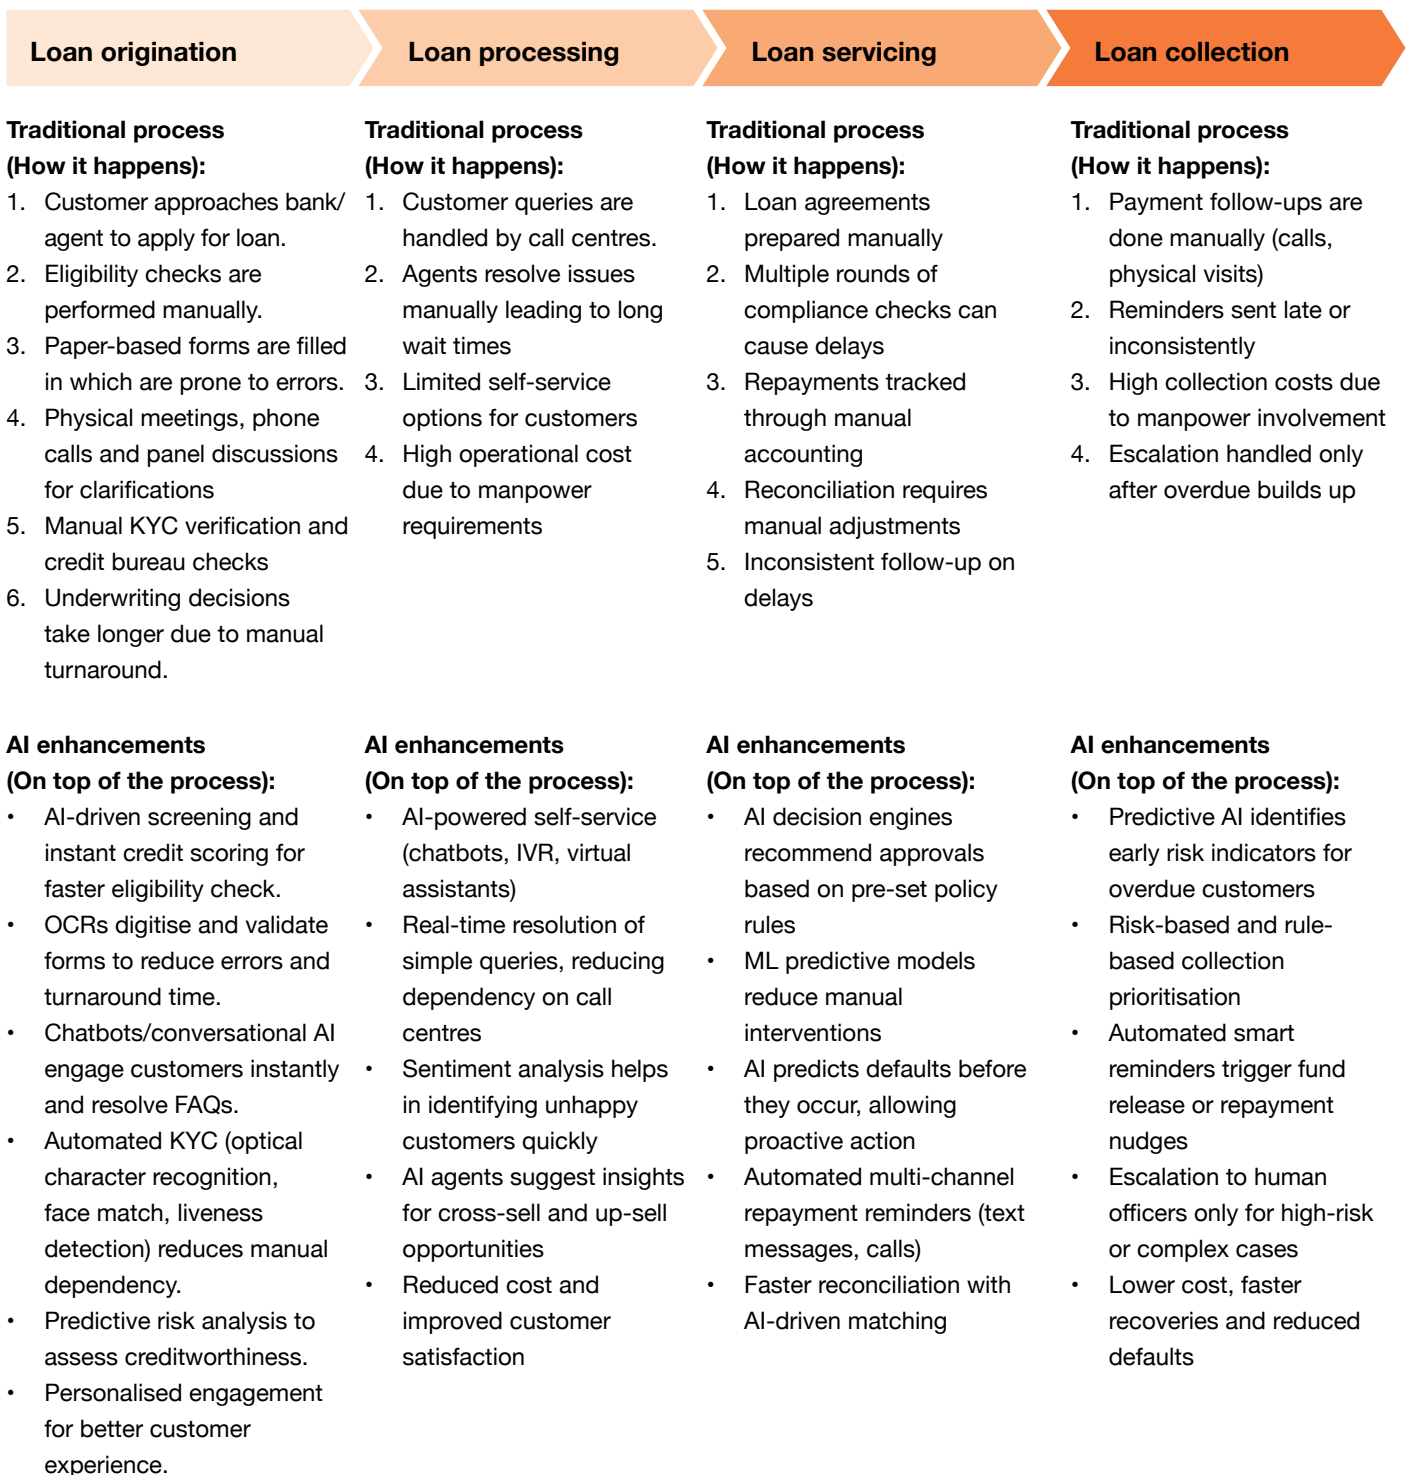 Loan origination
Loan processing
Loan servicing
Loan collection
Traditional process
(How it happens):
1. Customer approaches bank/
agent to apply for loan.
2. Eligibility checks are
performed manually.
3. Paper-based forms are filled
in which are prone to errors.
4. Physical meetings, phone
calls and panel discussions
for clarifications
5. Manual KYC verification and
credit bureau checks
6. Underwriting decisions
take longer due to manual
turnaround.
Traditional process
(How it happens):
1. Customer queries are
handled by call centres.
2. Agents resolve issues
manually leading to long
wait times
3. Limited self-service
options for customers
4. High operational cost
due to manpower
requirements
Traditional process
(How it happens):
1. Loan agreements
prepared manually
2. Multiple rounds of
compliance checks can
cause delays
3. Repayments tracked
through manual
accounting
4. Reconciliation requires
manual adjustments
5. Inconsistent follow-up on
delays
Traditional process
(How it happens):
1. Payment follow-ups are
done manually (calls,
physical visits)
2. Reminders sent late or
inconsistently
3. High collection costs due
to manpower involvement
4. Escalation handled only
after overdue builds up
AI enhancements
(On top of the process):
• AI-driven screening and
instant credit scoring for
faster eligibility check.
• OCRs digitise and validate
forms to reduce errors and
turnaround time.
• Chatbots/conversational AI
engage customers instantly
and resolve FAQs.
• Automated KYC (optical
character recognition,
face match, liveness
detection) reduces manual
dependency.
• Predictive risk analysis to
assess creditworthiness.
• Personalised engagement
for better customer
experience.
AI enhancements
(On top of the process):
• AI-powered self-service
(chatbots, IVR, virtual
assistants)
• Real-time resolution of
simple queries, reducing
dependency on call
centres
• Sentiment analysis helps
in identifying unhappy
customers quickly
• AI agents suggest insights
for cross-sell and up-sell
opportunities
• Reduced cost and
improved customer
satisfaction
AI enhancements
(On top of the process):
• AI decision engines
recommend approvals
based on pre-set policy
rules
• ML predictive models
reduce manual
interventions
• AI predicts defaults before
they occur, allowing
proactive action
• Automated multi-channel
repayment reminders (text
messages, calls)
• Faster reconciliation with
AI-driven matching
AI enhancements
(On top of the process):
• Predictive AI identifies
early risk indicators for
overdue customers
• Risk-based and rule-
based collection
prioritisation
• Automated smart
reminders trigger fund
release or repayment
nudges
• Escalation to human
officers only for high-risk
or complex cases
• Lower cost, faster
recoveries and reduced
defaults